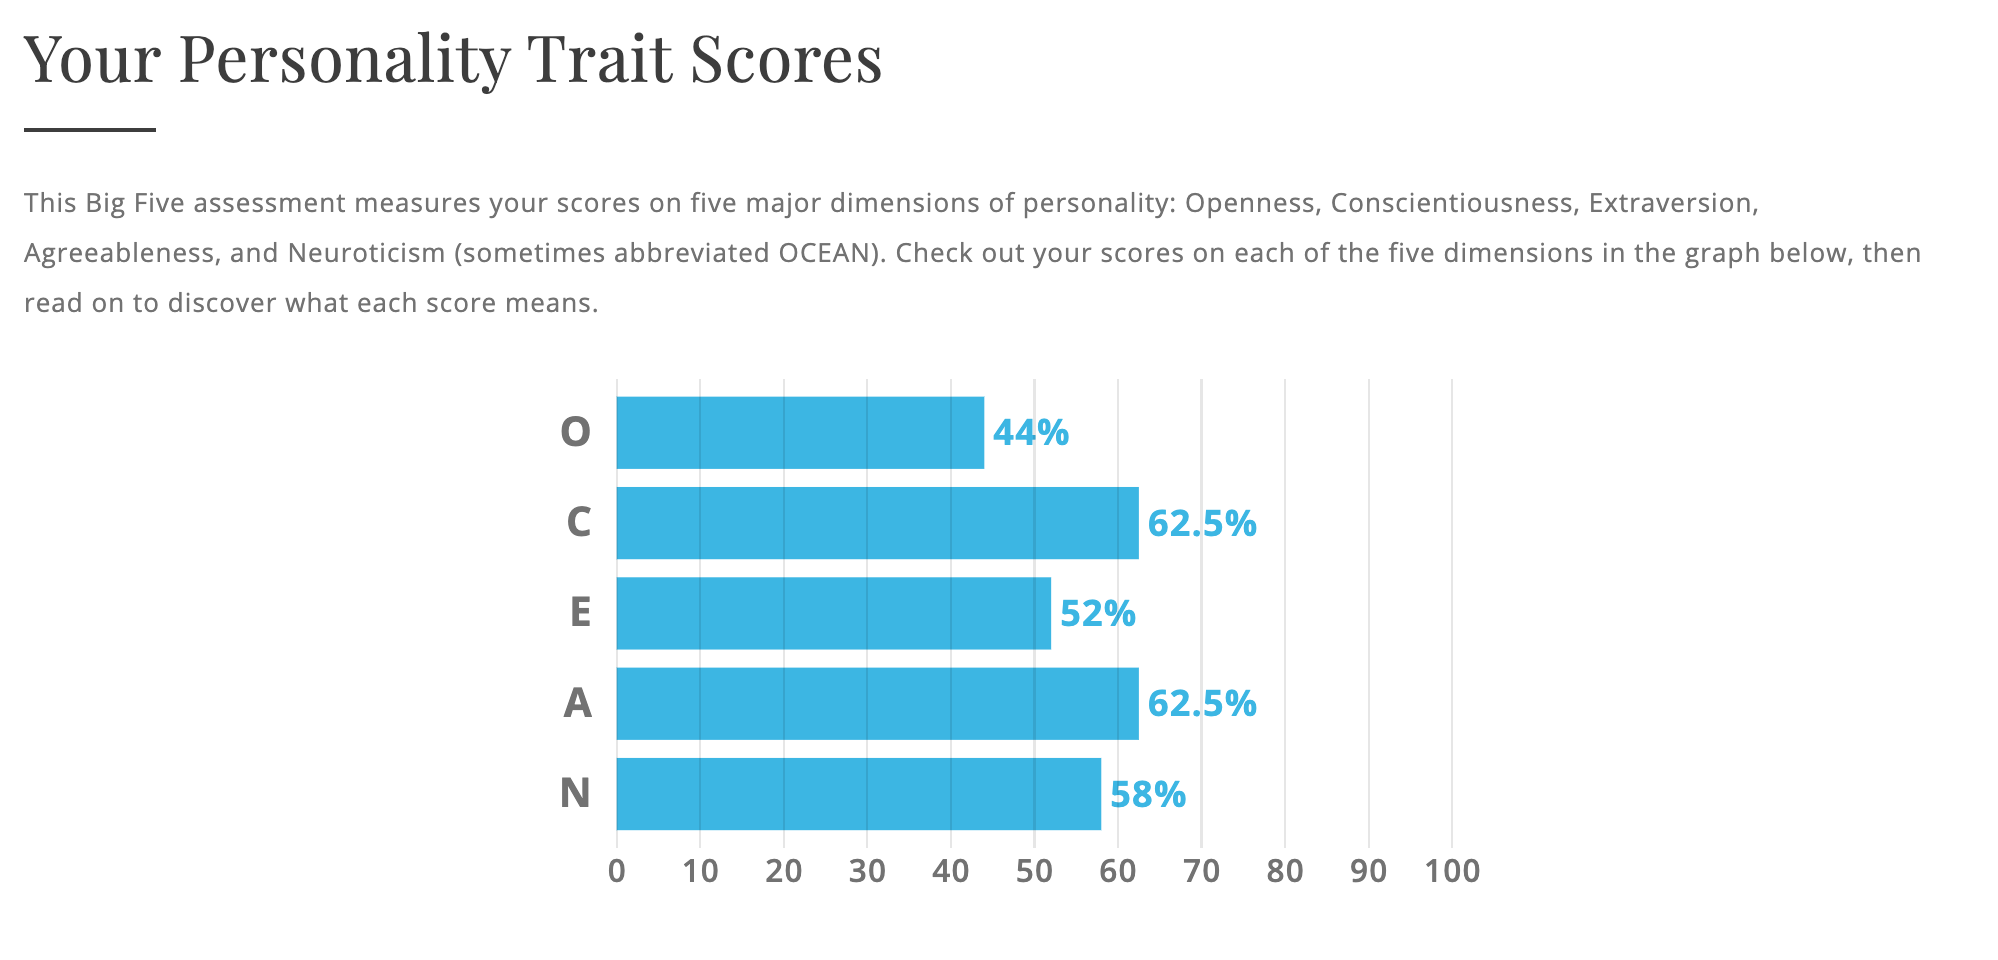 Your Personality Trait Scores
This Big Five assessment measures your scores on five major dimensions of personality: Openness, Conscientiousness, Extraversion,
Agreeableness, and Neuroticism (sometimes abbreviated OCEAN). Check out your scores on each of the five dimensions in the graph below, then
read on to discover what each score means.
O 44%
C 62.5%
E 52%
A 62.5%
N 58%
0 10 20 30 40 50 60 70 80 90 100